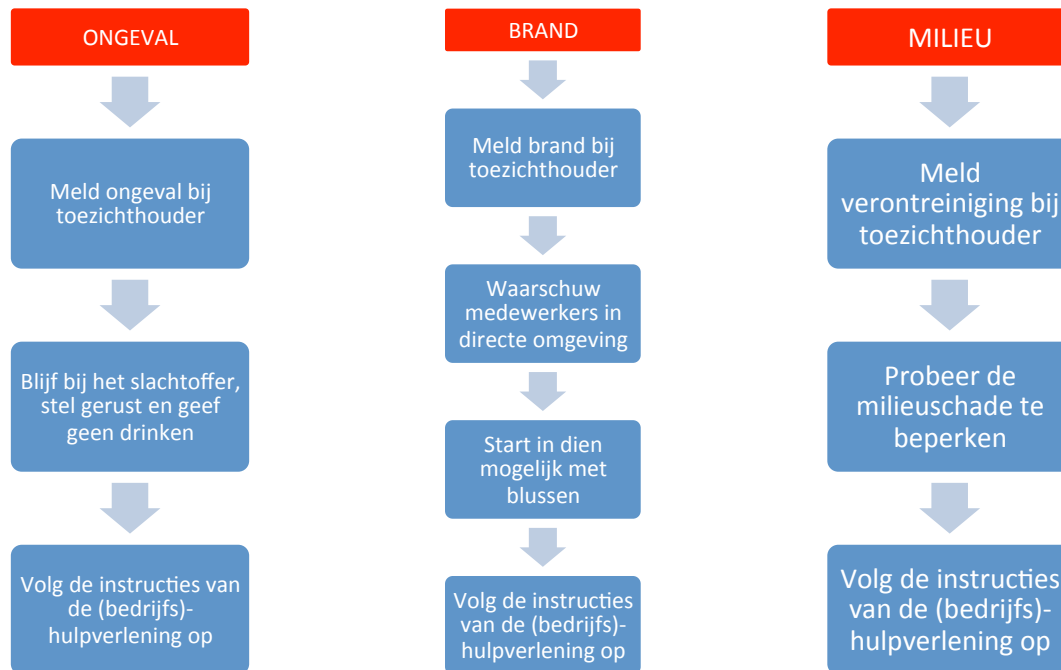 ONGEVAL
Meld ongeval bij
toezichthouder
Blijf bij het slachtoffer,
stel gerust en geef
geen drinken
Volg de instructies van
de (bedrijfs)-
hulpverlening op
BRAND
Meld brand bij
toezichthouder
Waarschuw
medewerkers in
directe omgeving
Start in dien
mogelijk met
blussen
Volg de instructies
van de (bedrijfs)-
hulpverlening op
MILIEU
Meld
verontreiniging bij
toezichthouder
Probeer de
milieuschade te
beperken
Volg de instructies
van de (bedrijfs)-
hulpverlening op